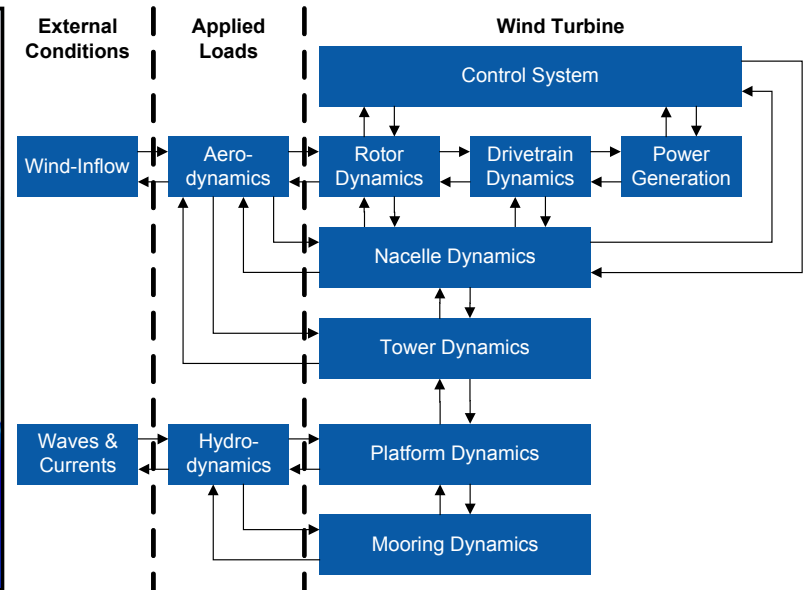 External
Conditions
Applied
Loads
Wind Turbine
Control System
Wind-Inflow
Aero-
dynamics
Rotor
Dynamics
Drivetrain
Dynamics
Power
Generation
Nacelle Dynamics
Tower Dynamics
Waves &
Currents
Hydro-
dynamics
Platform Dynamics
Mooring Dynamics